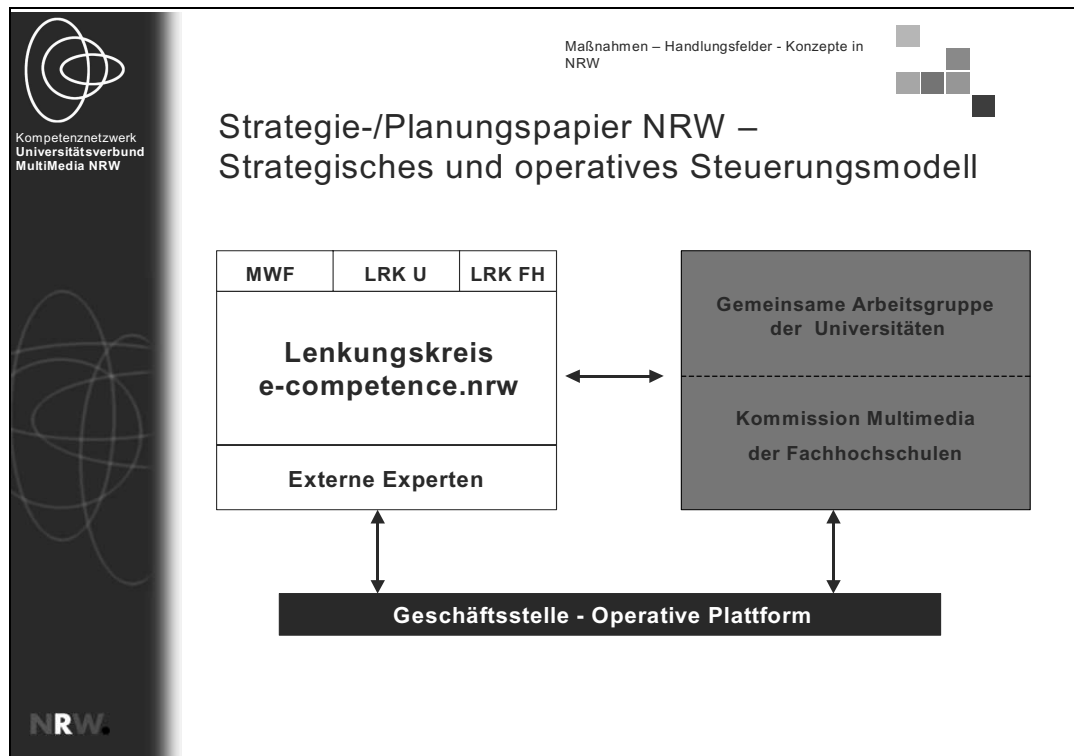 Kompetenznetzwerk
Universitätsverbund
MultiMedia NRW
Maßnahmen – Handlungsfelder - Konzepte in
NRW
Strategie-/Planungspapier NRW –
Strategisches und operatives Steuerungsmodell
MWF LRK U LRK FH
Lenkungskreis
e-competence.nrw
Externe Experten
Gemeinsame Arbeitsgruppe
der Universitäten
Kommission Multimedia
der Fachhochschulen
Geschäftsstelle - Operative Plattform
NRW.